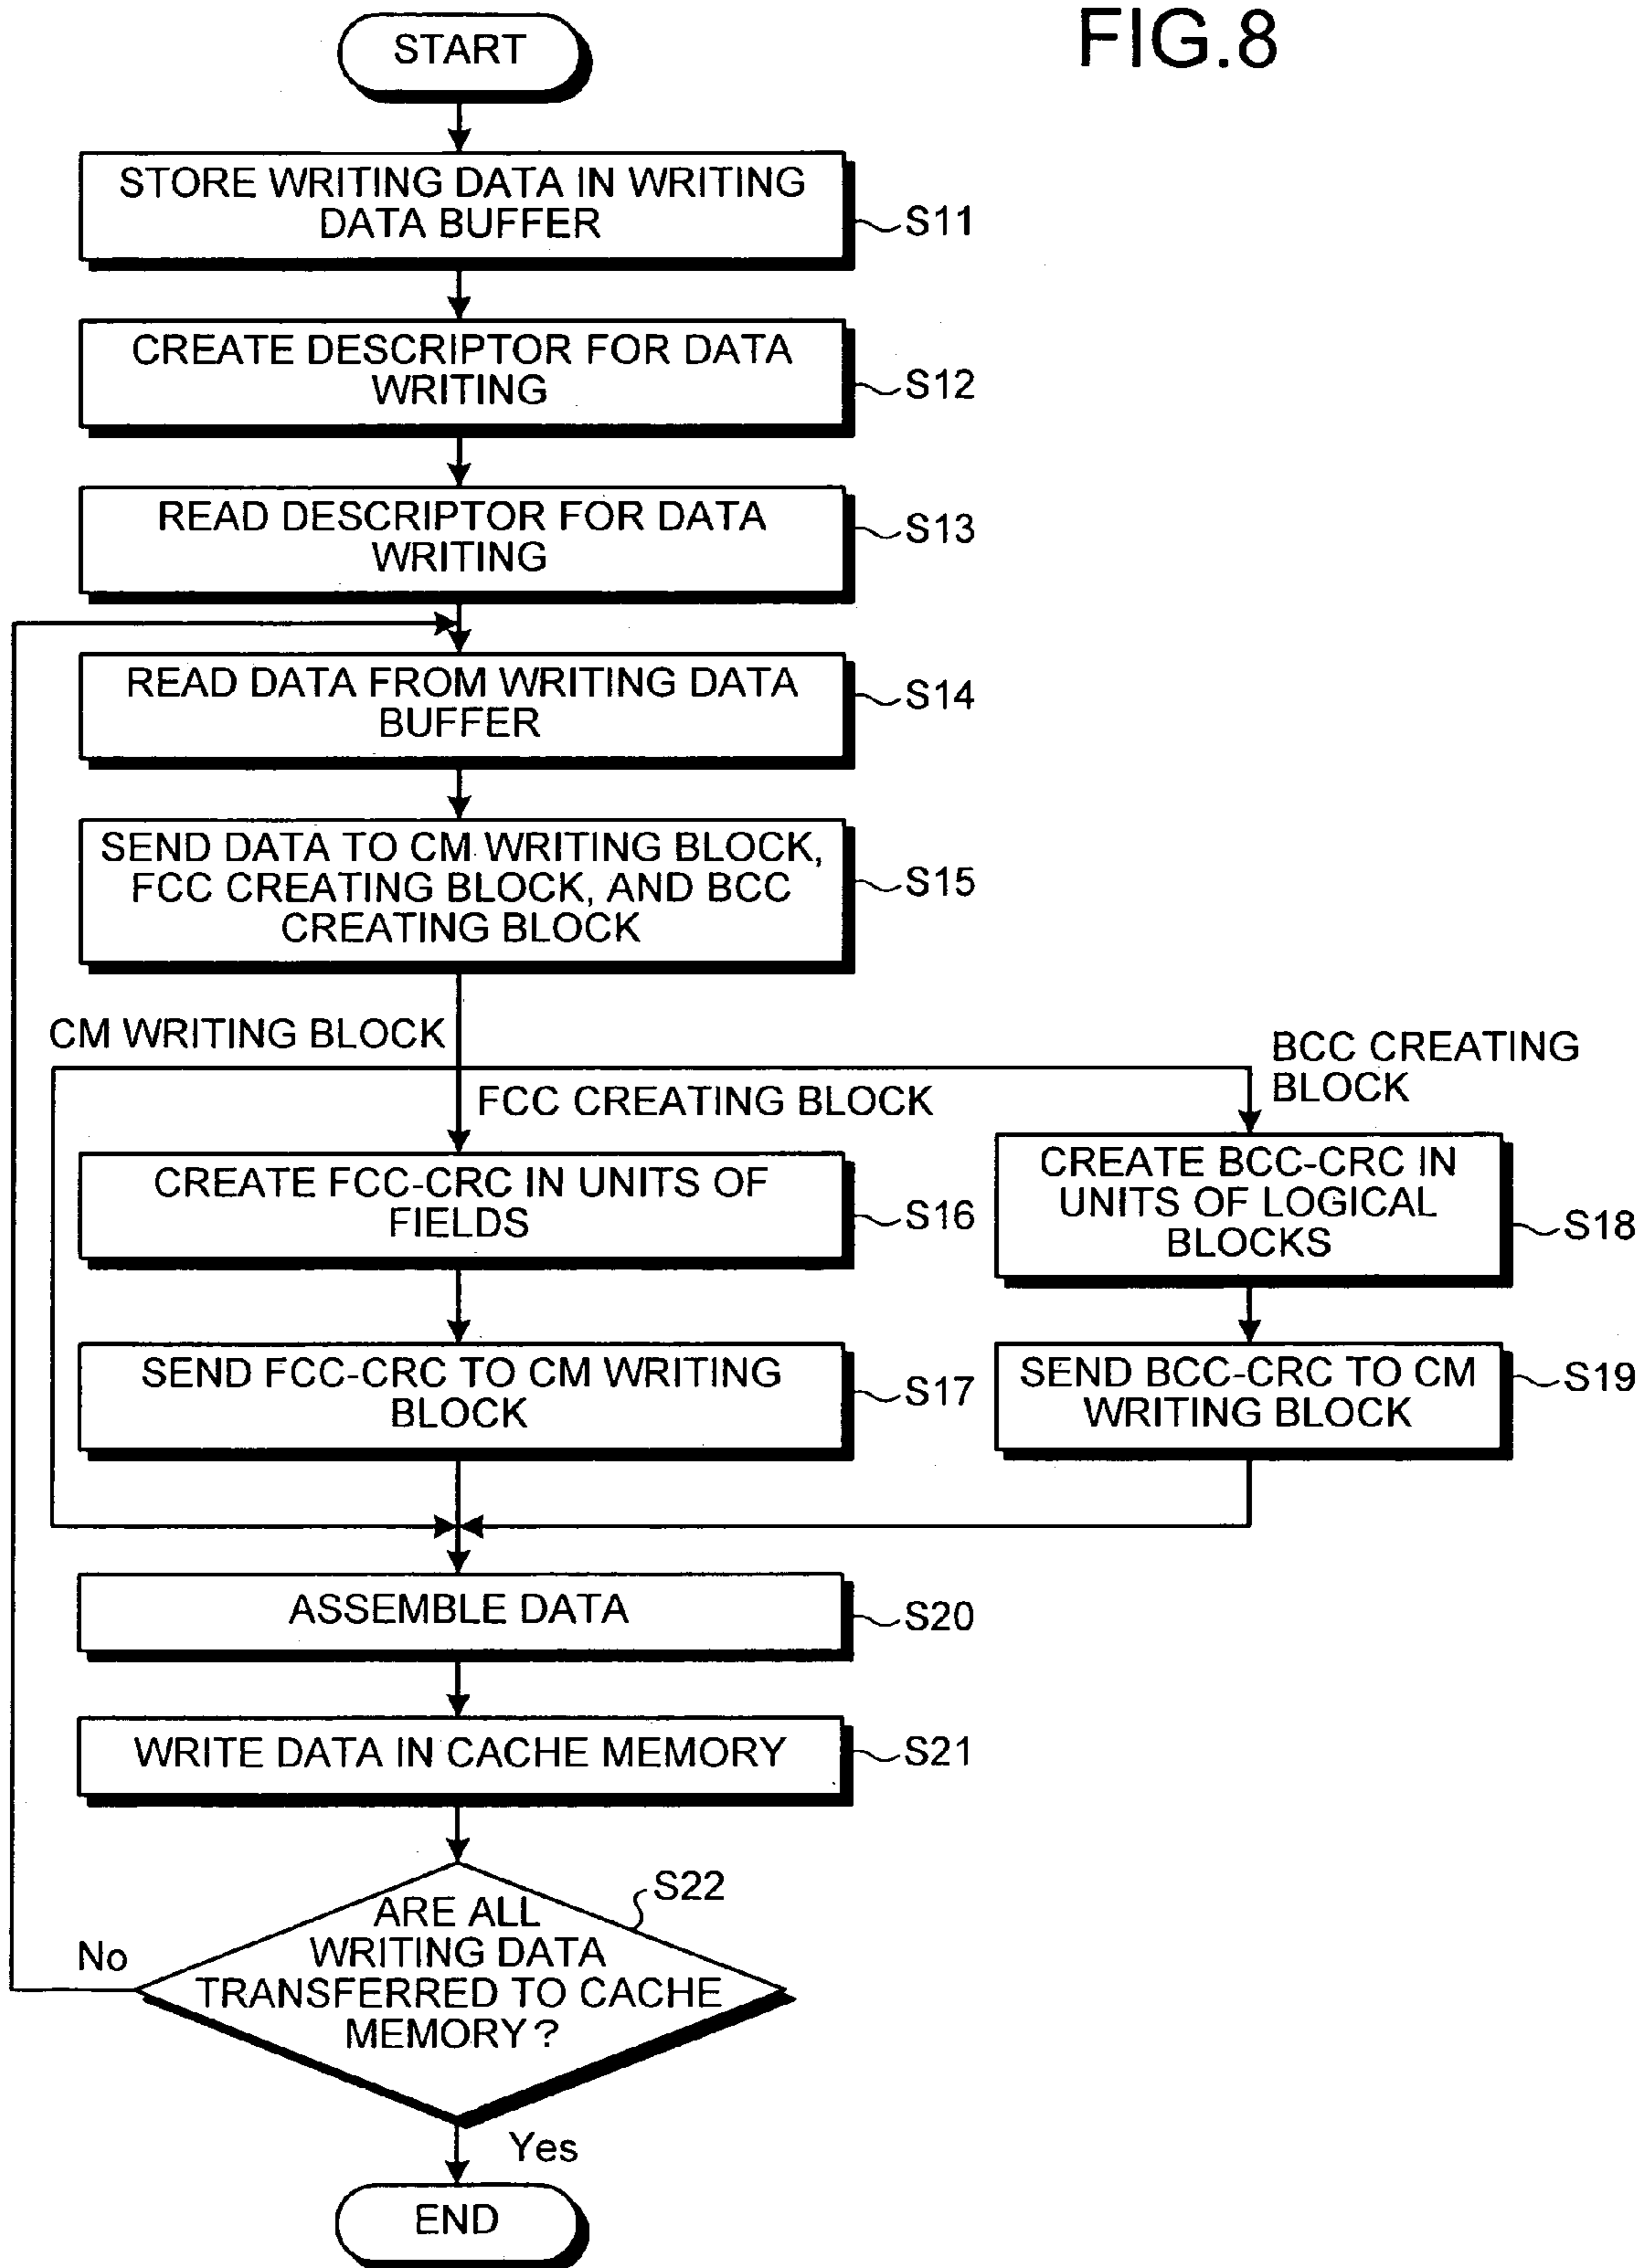 FIG.8
START
STORE WRITING DATA IN WRITING
DATA BUFFER
S11
CREATE DESCRIPTOR FOR DATA
WRITING
S12
READ DESCRIPTOR FOR DATA
WRITING
S13
READ DATA FROM WRITING DATA
BUFFER
S14
SEND DATA TO CM WRITING BLOCK,
FCC CREATING BLOCK, AND BCC
CREATING BLOCK
S15
CM WRITING BLOCK
FCC CREATING BLOCK
BCC CREATING
BLOCK
CREATE FCC-CRC IN UNITS OF
FIELDS
S16
CREATE BCC-CRC IN
UNITS OF LOGICAL
BLOCKS
S18
SEND FCC-CRC TO CM WRITING
BLOCK
S17
SEND BCC-CRC TO CM
WRITING BLOCK
S19
ASSEMBLE DATA
S20
WRITE DATA IN CACHE MEMORY
S21
S22
ARE ALL
WRITING DATA
TRANSFERRED TO CACHE
MEMORY?
No
Yes
END